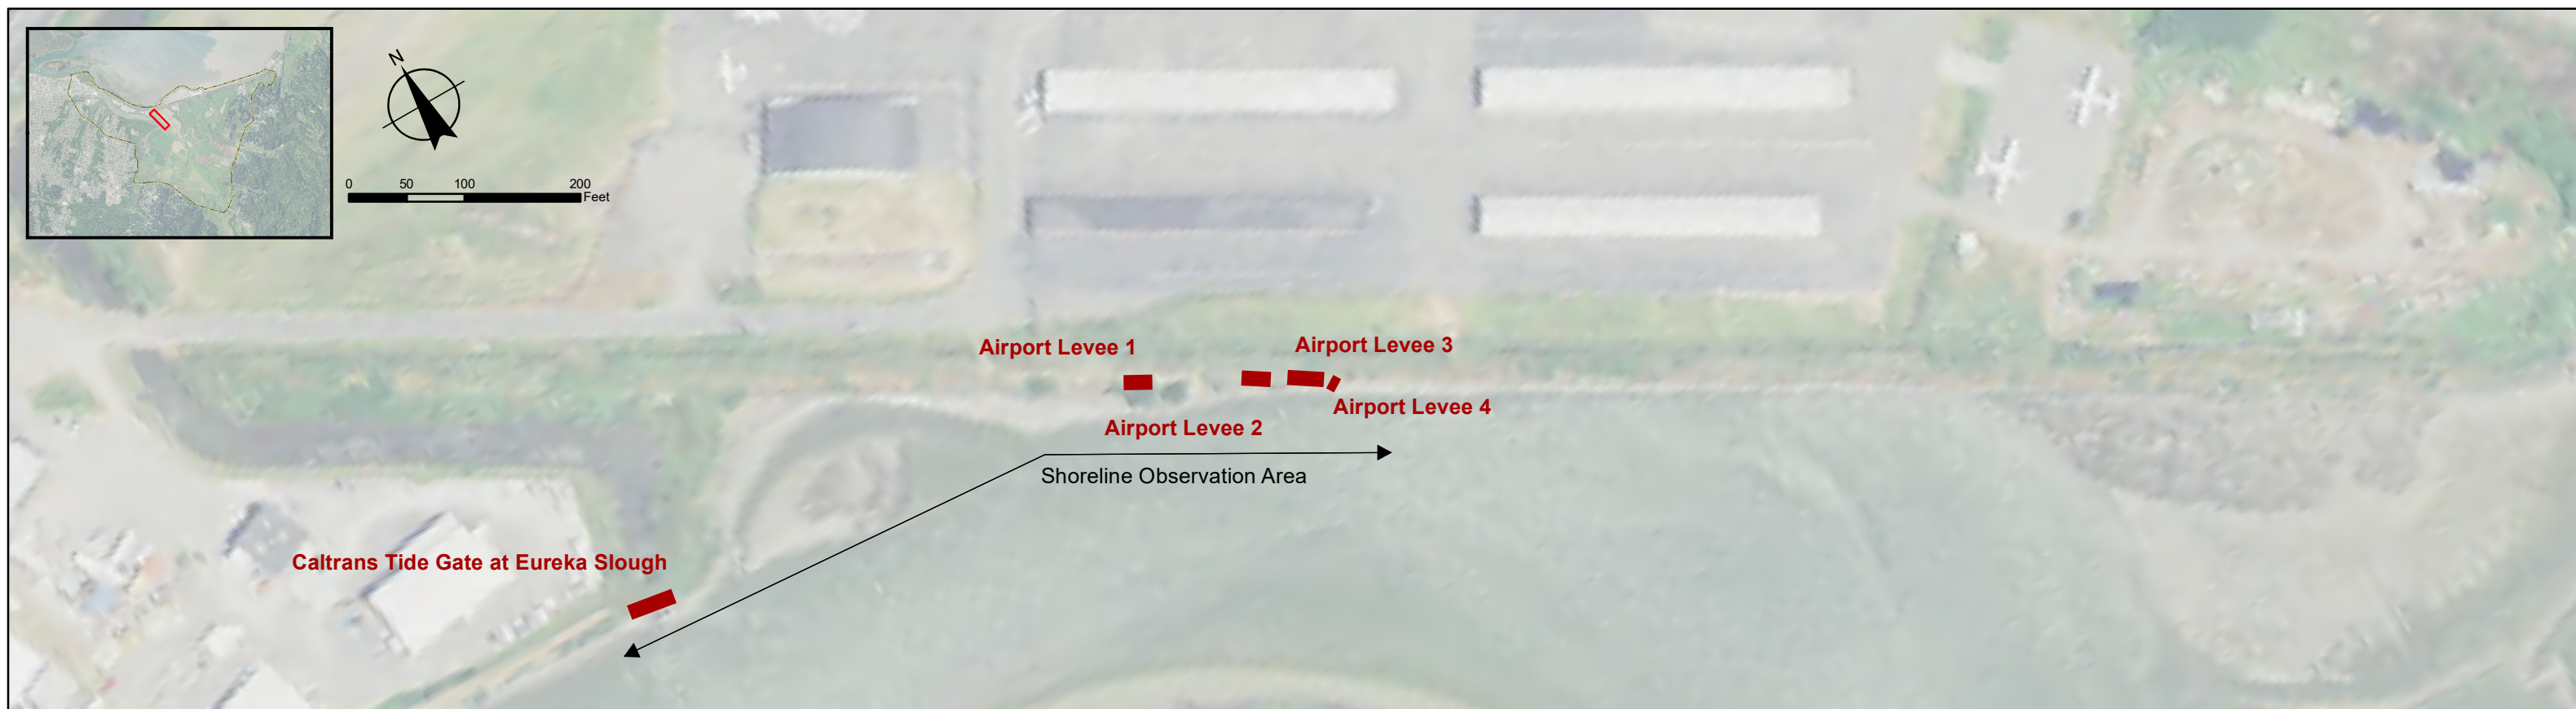 N
0 50 100 200
Feet
Airport Levee 1
Airport Levee 3
Airport Levee 4
Airport Levee 2
Shoreline Observation Area
Caltrans Tide Gate at Eureka Slough